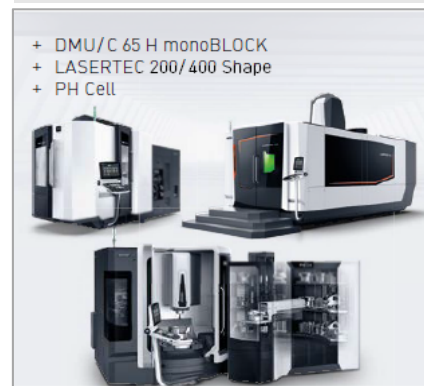 + DMU/C 65 H monoBLOCK
+ LASERTEC 200/400 Shape
+ PH Cell